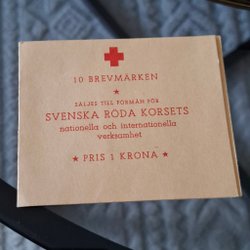 10 BREVMÄRKEN
★
SÄLJES TILL FÖRMÅN FÖR
SVENSKA RÖDA KORSETS
nationella och internationella
verksamhet
★ PRIS 1 KRONA ★